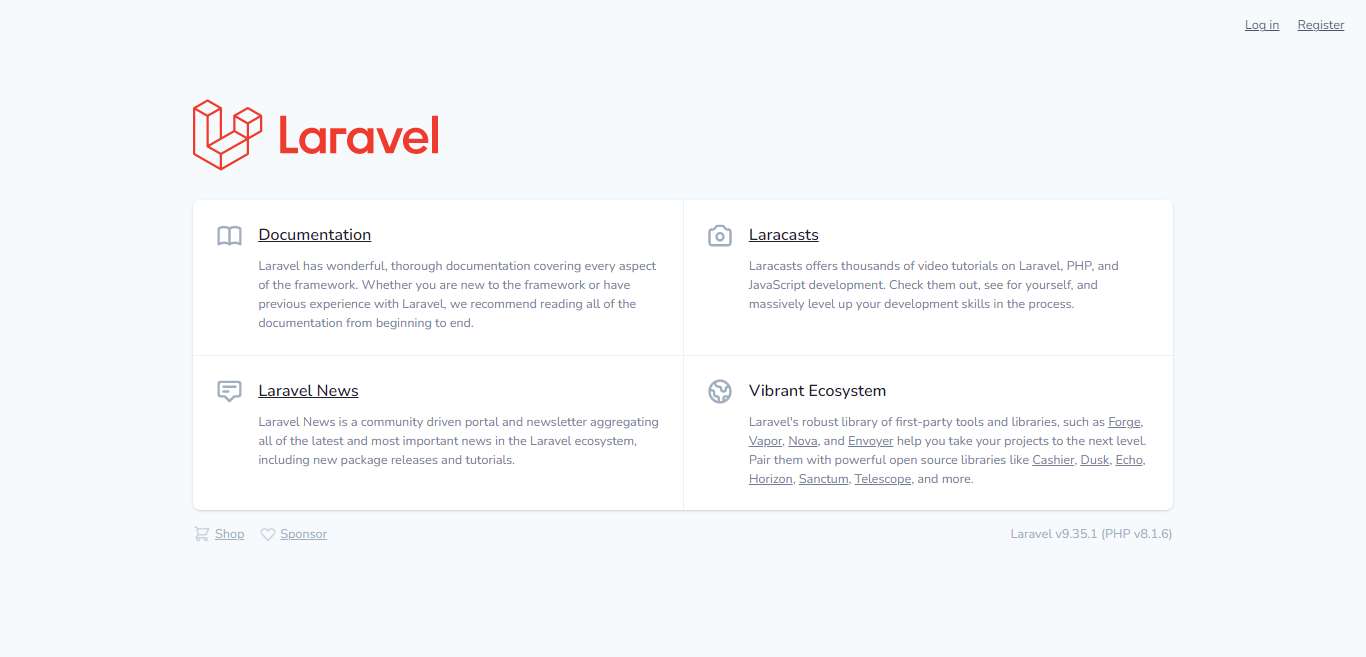 Log in Register
Laravel
Documentation
Laravel has wonderful, thorough documentation covering every aspect
of the framework. Whether you are new to the framework or have
previous experience with Laravel, we recommend reading all of the
documentation from beginning to end.
Laracasts
Laracasts offers thousands of video tutorials on Laravel, PHP, and
JavaScript development. Check them out, see for yourself, and
massively level up your development skills in the process.
Laravel News
Laravel News is a community driven portal and newsletter aggregating
all of the latest and most important news in the Laravel ecosystem,
including new package releases and tutorials.
Vibrant Ecosystem
Laravel's robust library of first-party tools and libraries, such as Forge,
Vapor, Nova, and Envoyer help you take your projects to the next level.
Pair them with powerful open source libraries like Cashier, Dusk, Echo,
Horizon, Sanctum, Telescope, and more.
Shop Sponsor
Laravel v9.35.1 (PHP v8.1.6)